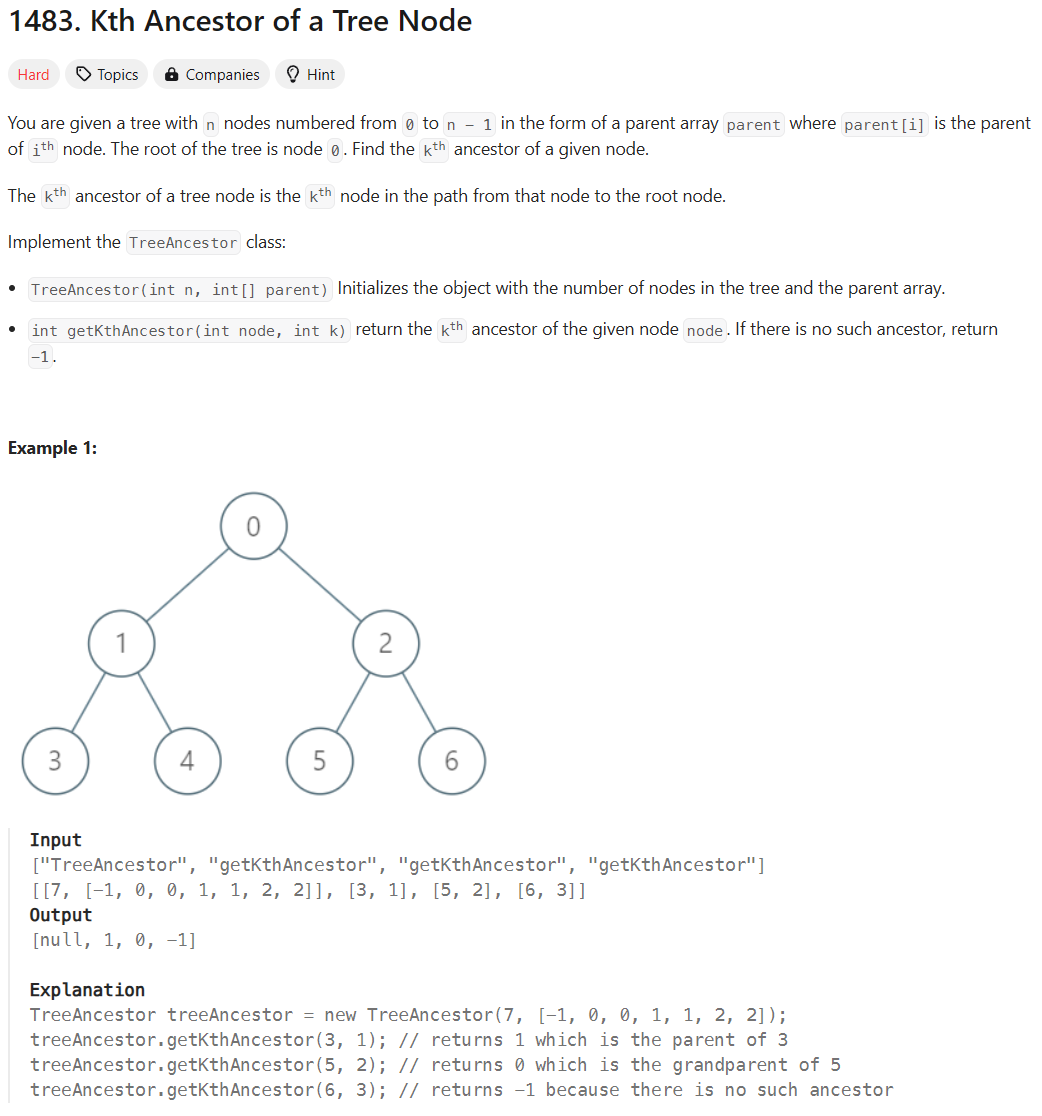 1483. Kth Ancestor of a Tree Node
Hard Topics Companies Hint
You are given a tree with n nodes numbered from 0 to n - 1 in the form of a parent array parent where parent[i] is the parent
of ith node. The root of the tree is node 0. Find the kth ancestor of a given node.
The kth ancestor of a tree node is the kth node in the path from that node to the root node.
Implement the TreeAncestor class:
• TreeAncestor(int n, int[] parent) Initializes the object with the number of nodes in the tree and the parent array.
• int getKthAncestor(int node, int k) return the kth ancestor of the given node node. If there is no such ancestor, return
-1.
Example 1:
0
1 2
3 4 5 6
Input
["TreeAncestor", "getKthAncestor", "getKthAncestor", "getKthAncestor"]
[[7, [-1, 0, 0, 1, 1, 2, 2]], [3, 1], [5, 2], [6, 3]]
Output
[null, 1, 0, -1]
Explanation
TreeAncestor treeAncestor = new TreeAncestor(7, [-1, 0, 0, 1, 1, 2, 2]);
treeAncestor.getKthAncestor(3, 1); // returns 1 which is the parent of 3
treeAncestor.getKthAncestor(5, 2); // returns 0 which is the grandparent of 5
treeAncestor.getKthAncestor(6, 3); // returns -1 because there is no such ancestor